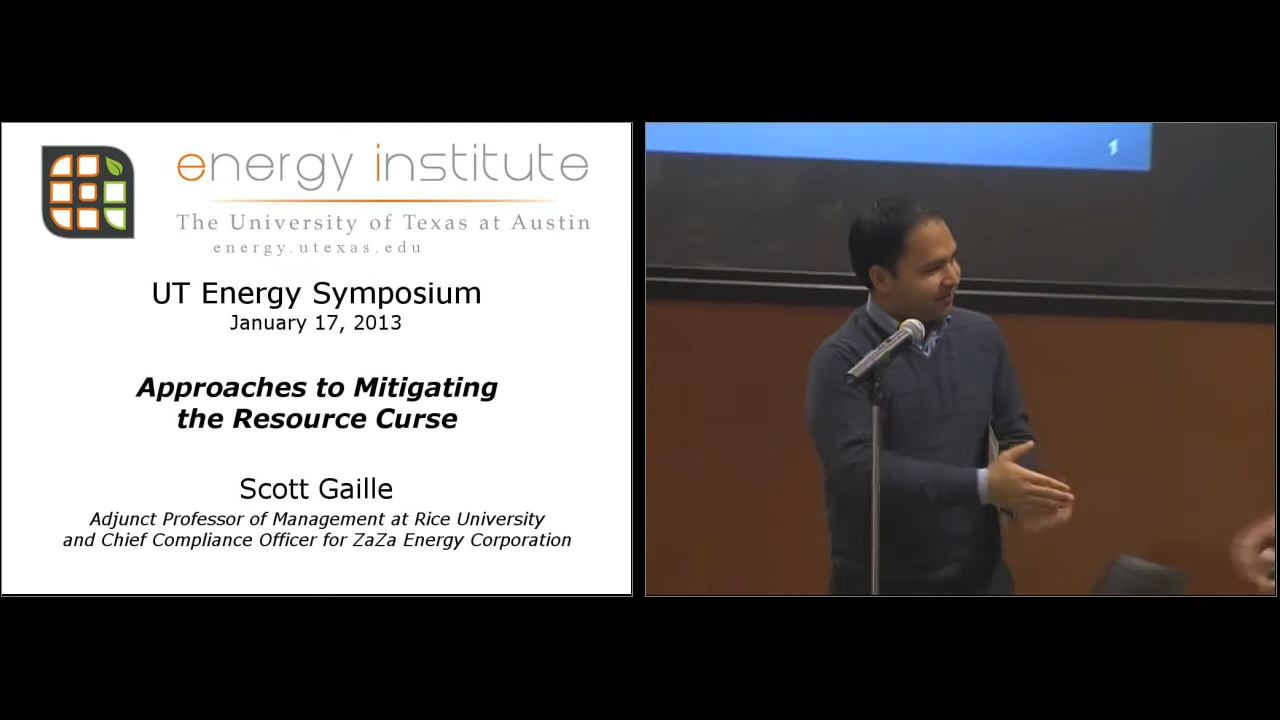 energy institute
The University of Texas at Austin
energy.utexas.edu
UT Energy Symposium
January 17, 2013
Approaches to Mitigating
the Resource Curse
Scott Gaille
Adjunct Professor of Management at Rice University
and Chief Compliance Officer for ZaZa Energy Corporation
1